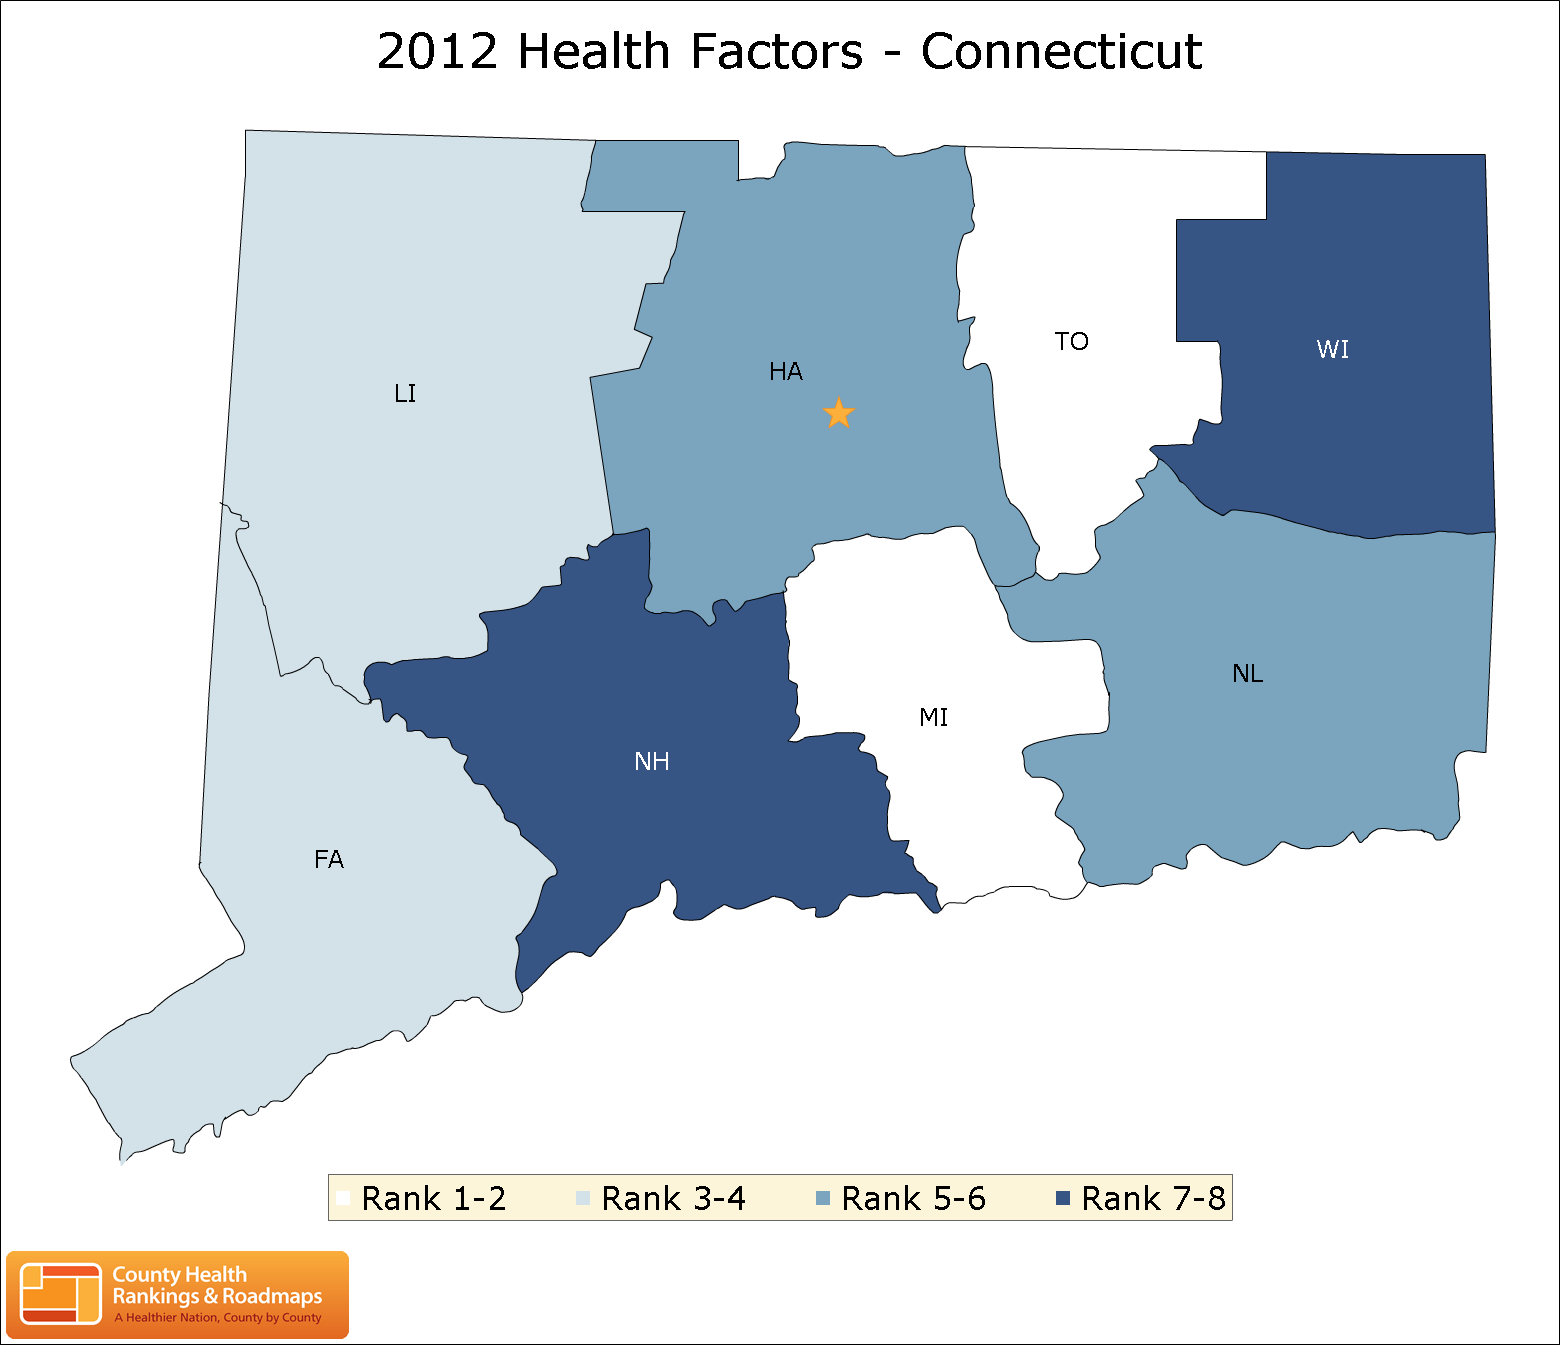 2012 Health Factors - Connecticut
TO
WI
HA
LI
NL
MI
NH
FA
Rank 1-2 Rank 3-4 Rank 5-6 Rank 7-8
County Health
Rankings & Roadmaps
A Healthier Nation, County by County